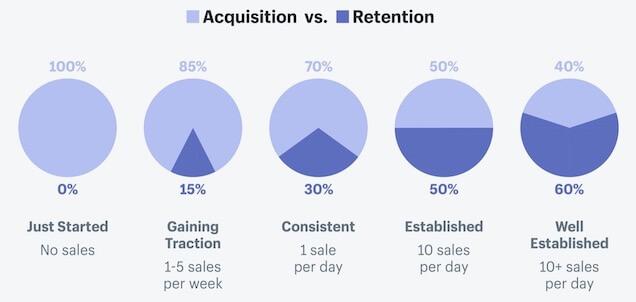 Acquisition vs. Retention
100% 85% 70% 50% 40%
0% 15% 30% 50% 60%
Just Started
No sales
Gaining
Traction
1-5 sales
per week
Consistent
1 sale
per day
Established
10 sales
per day
Well
Established
10+ sales
per day